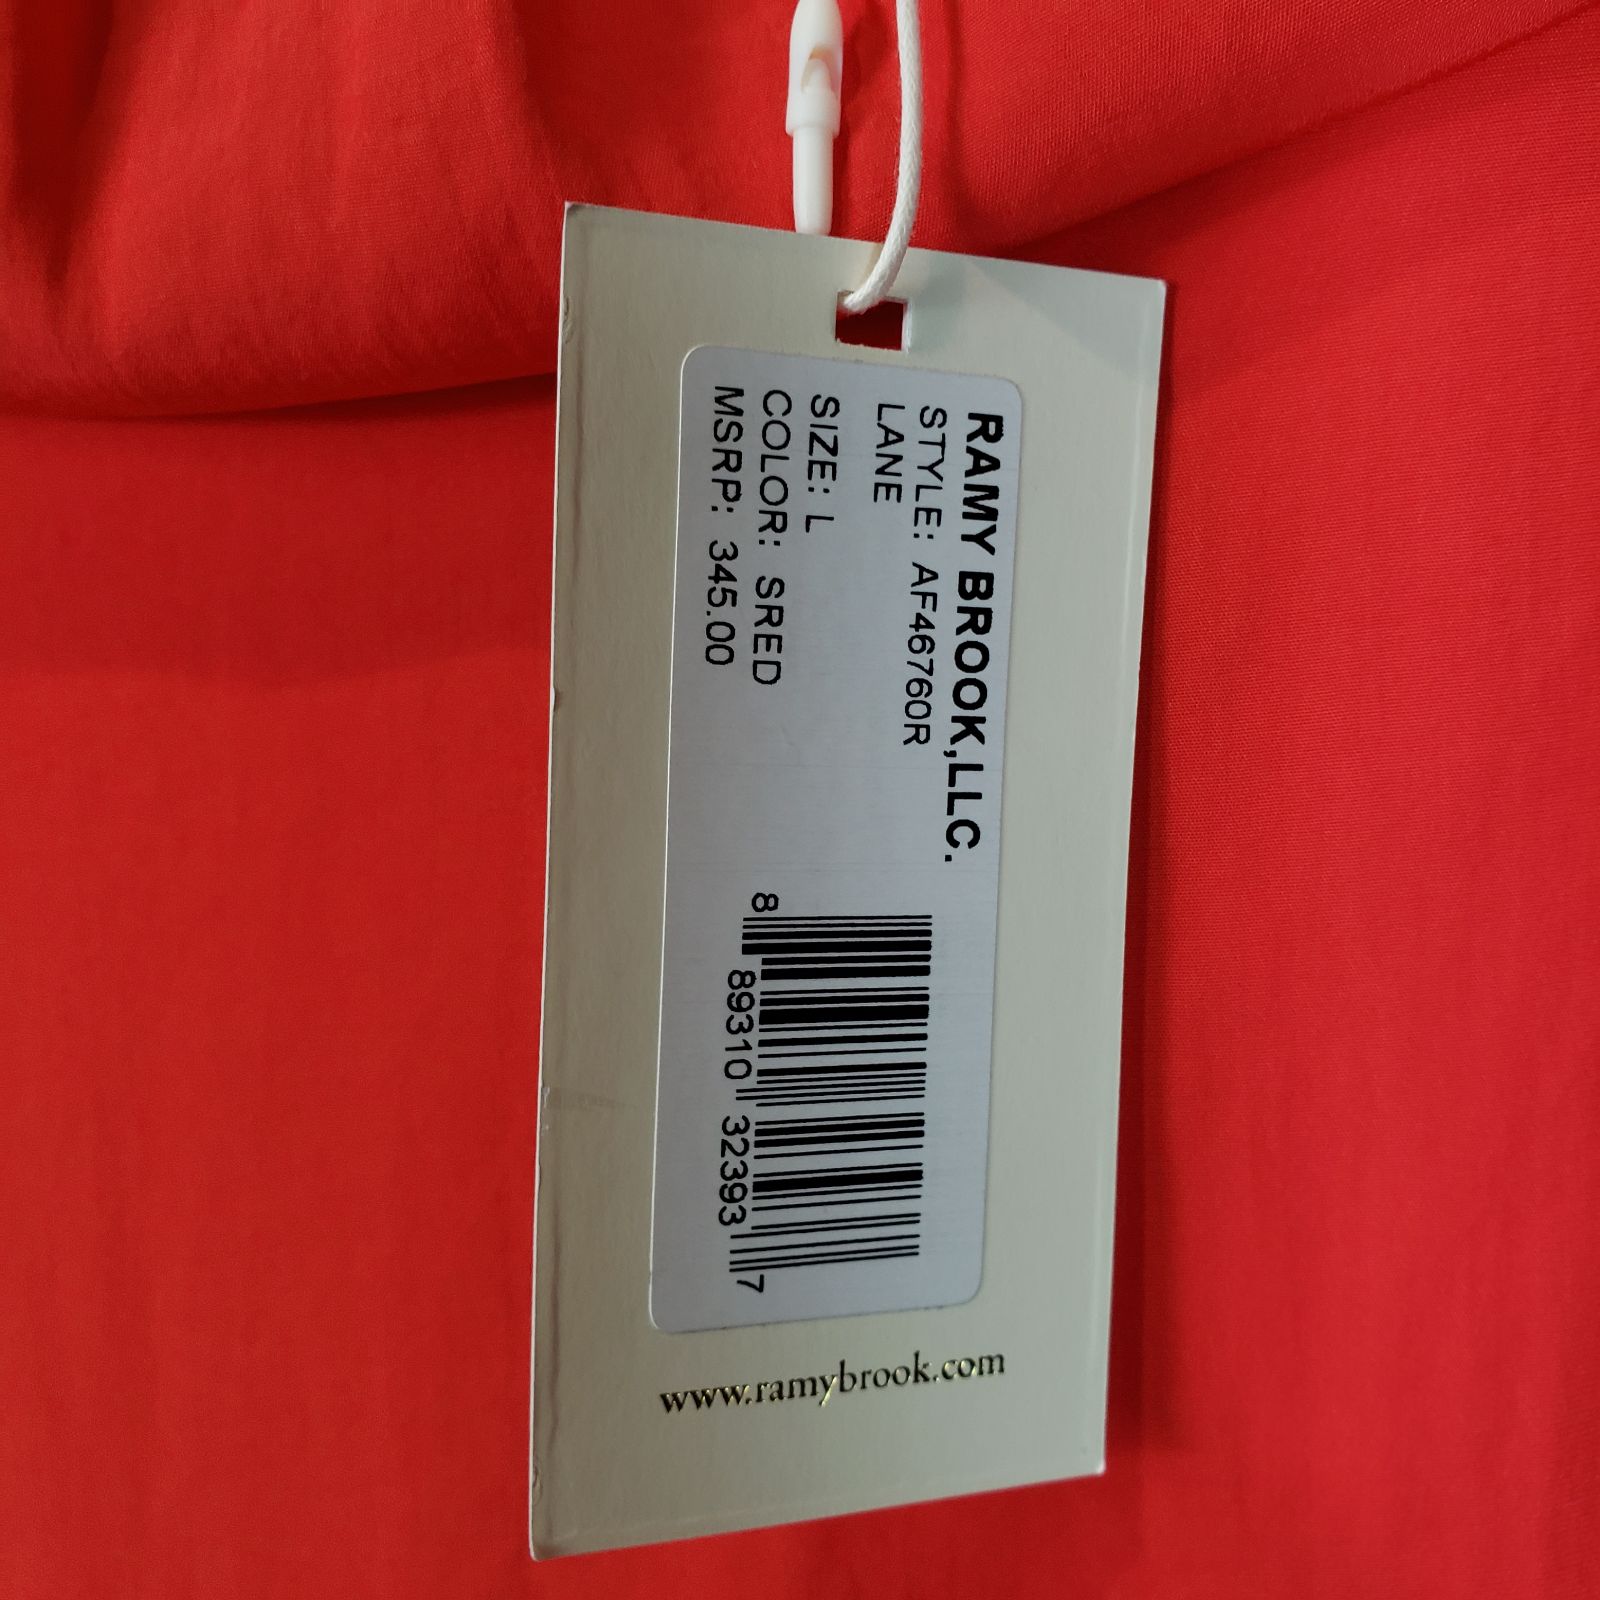 RAMY BROOK,LLC.
STYLE: AF46760R
LANE
SIZE: L
COLOR: SRED
MSRP: 345.00
8 89310 32393 7
www.ramybrook.com